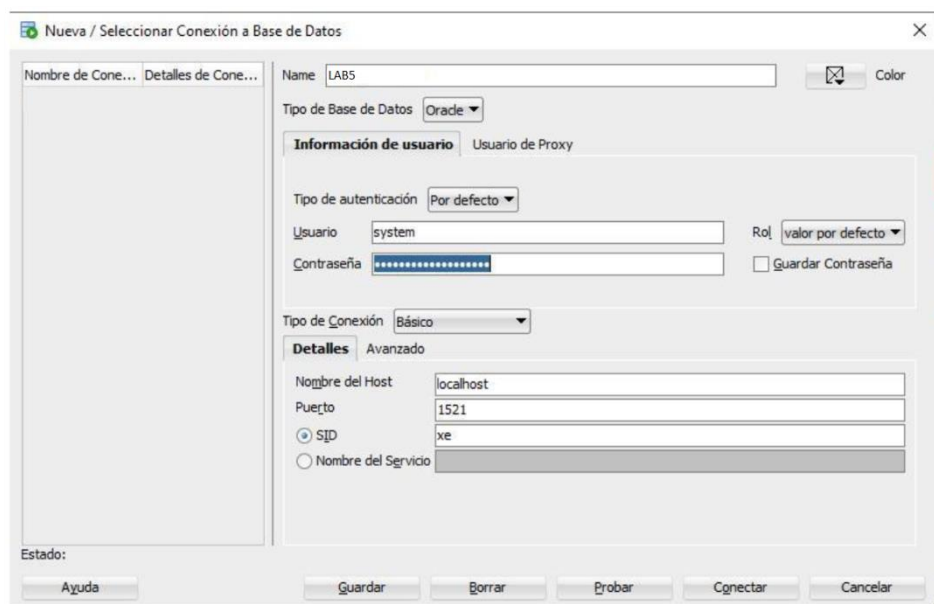 Nueva / Seleccionar Conexión a Base de Datos
Nombre de Cone... Detalles de Cone...
Name LAB5 Color
Tipo de Base de Datos Oracle
Información de usuario Usuario de Proxy
Tipo de autenticación Por defecto
Usuario system Rol valor por defecto
Contraseña •••••••••••••••••••• Guardar Contraseña
Tipo de Conexión Básico
Detalles Avanzado
Nombre del Host localhost
Puerto 1521
SID xe
Nombre del Servicio
Estado:
Ayuda Guardar Borrar Probar Conectar Cancelar